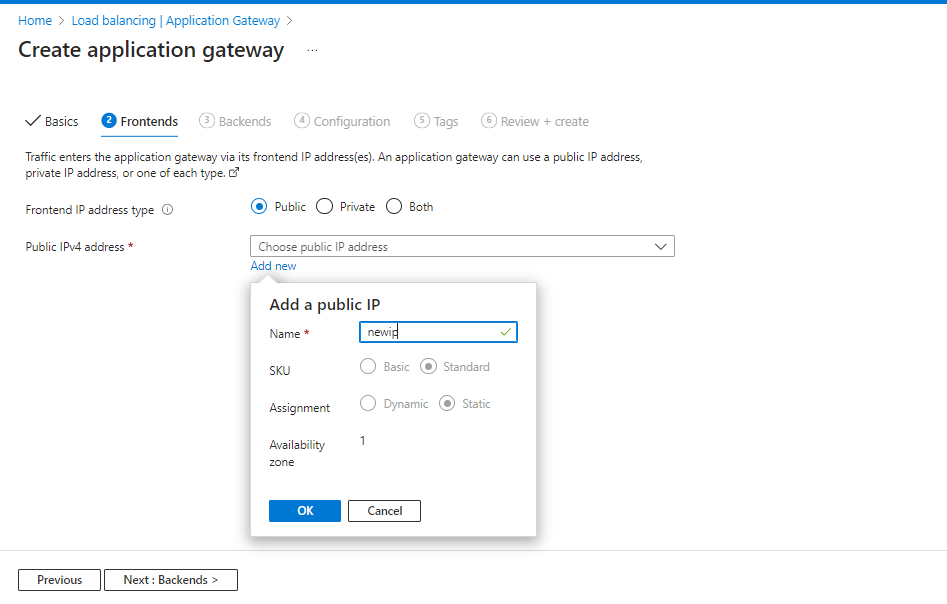 Home > Load balancing | Application Gateway >
Create application gateway ...
Basics 2 Frontends 3 Backends 4 Configuration 5 Tags 6 Review + create
Traffic enters the application gateway via its frontend IP address(es). An application gateway can use a public IP address,
private IP address, or one of each type.
Frontend IP address type Public Private Both
Public IPv4 address * Choose public IP address
Add new
Add a public IP
Name * newip
SKU Basic Standard
Assignment Dynamic Static
Availability 1
zone
OK Cancel
Previous Next : Backends >